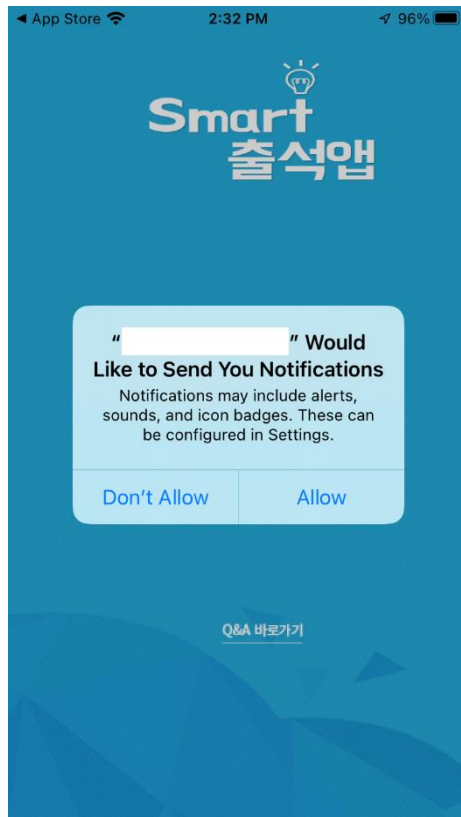 ◀ App Store 2:32 PM 96%
Smart
출석앱
“ ” Would
Like to Send You Notifications
Notifications may include alerts,
sounds, and icon badges. These can
be configured in Settings.
Don’t Allow Allow
Q&A 바로가기